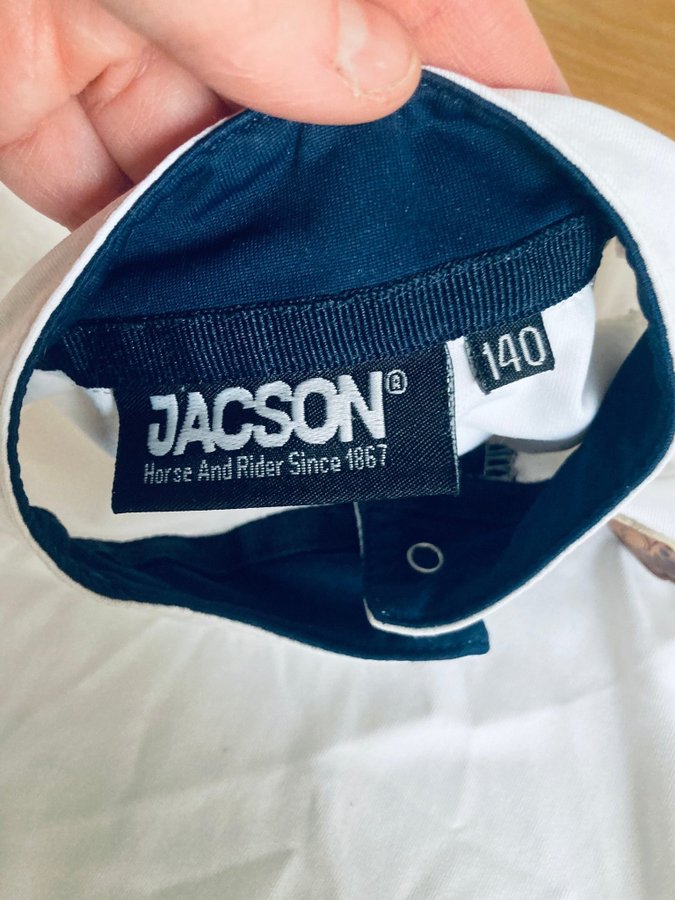 JACSON®
Horse And Rider Since 1867
140